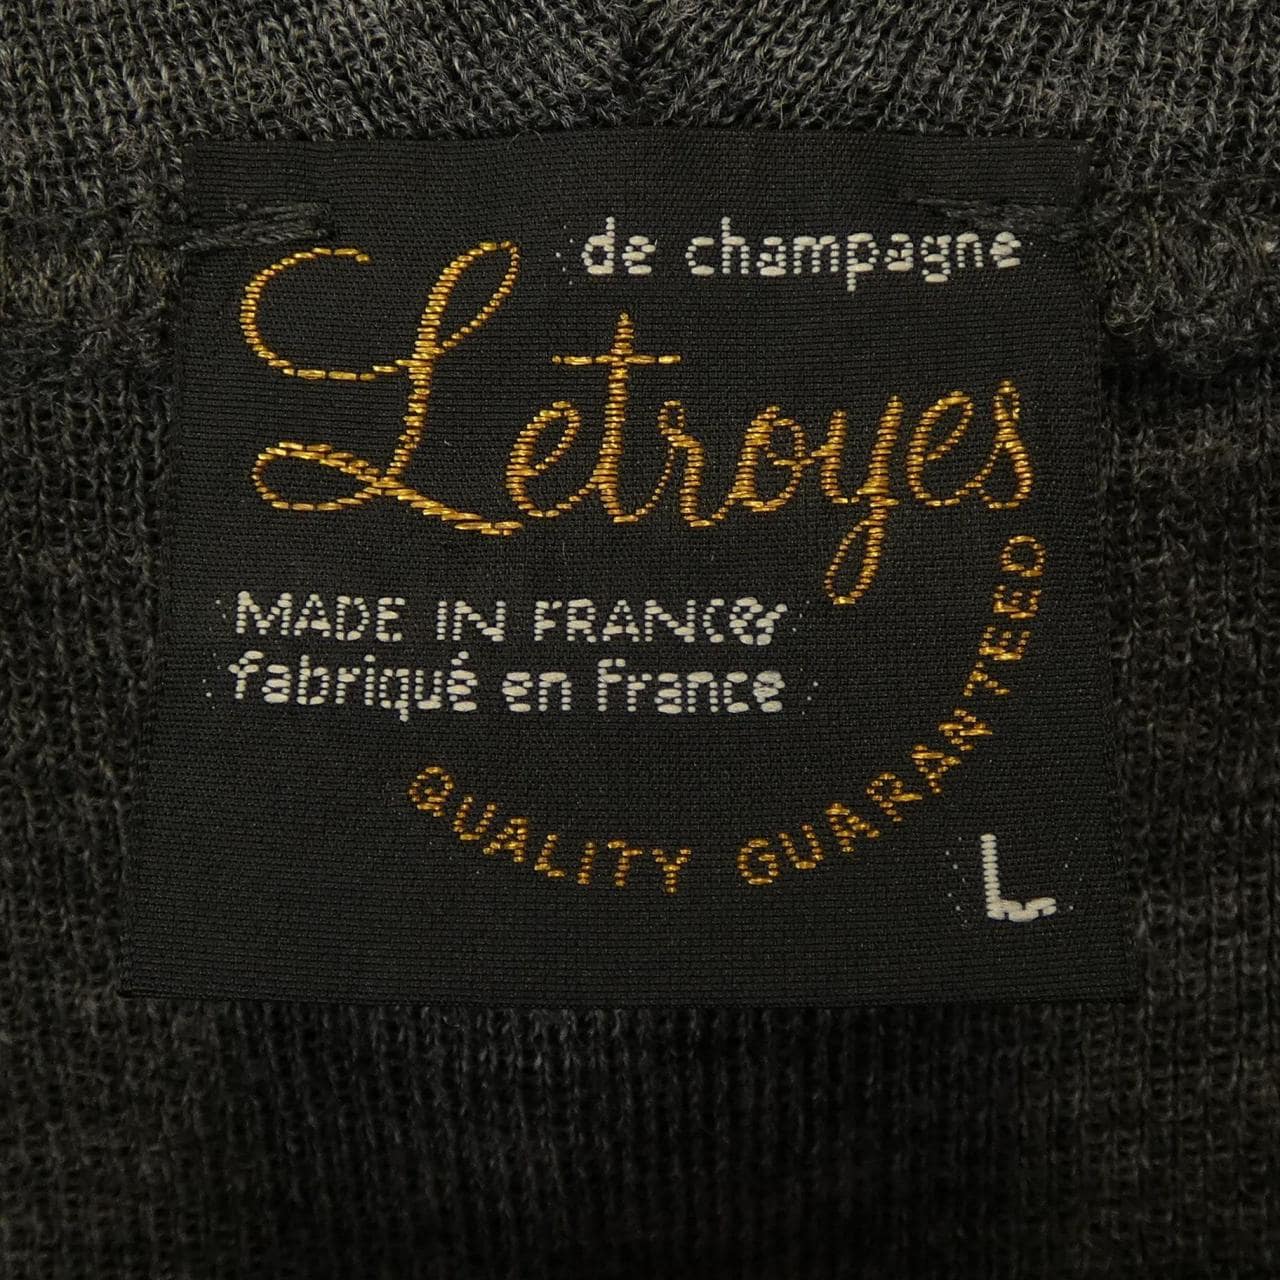 de champagne
Letroyes
MADE IN FRANCE
fabriqué en France
QUALITY GUARANTEED
L